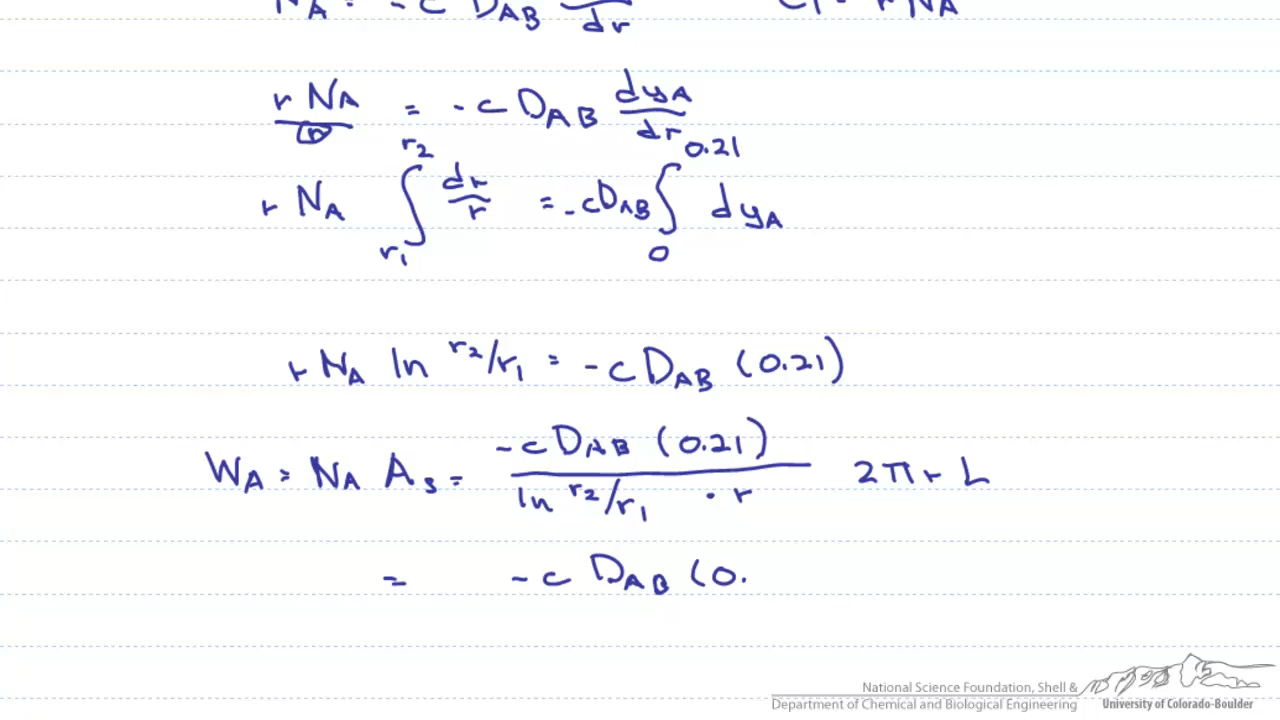 N_A = -c D_AB —/dr    C_1 = r N_A
r N_A / r = -c D_AB dy_A/dr
r N_A ∫_{r_1}^{r_2} dr/r = -c D_AB ∫_0^{0.21} dy_A
r N_A ln r_2/r_1 = -c D_AB (0.21)
W_A = N_A A_s = -c D_AB (0.21) / (ln r_2/r_1 · r) 2πr L
= -c D_AB (0.
National Science Foundation, Shell &
Department of Chemical and Biological Engineering
University of Colorado-Boulder